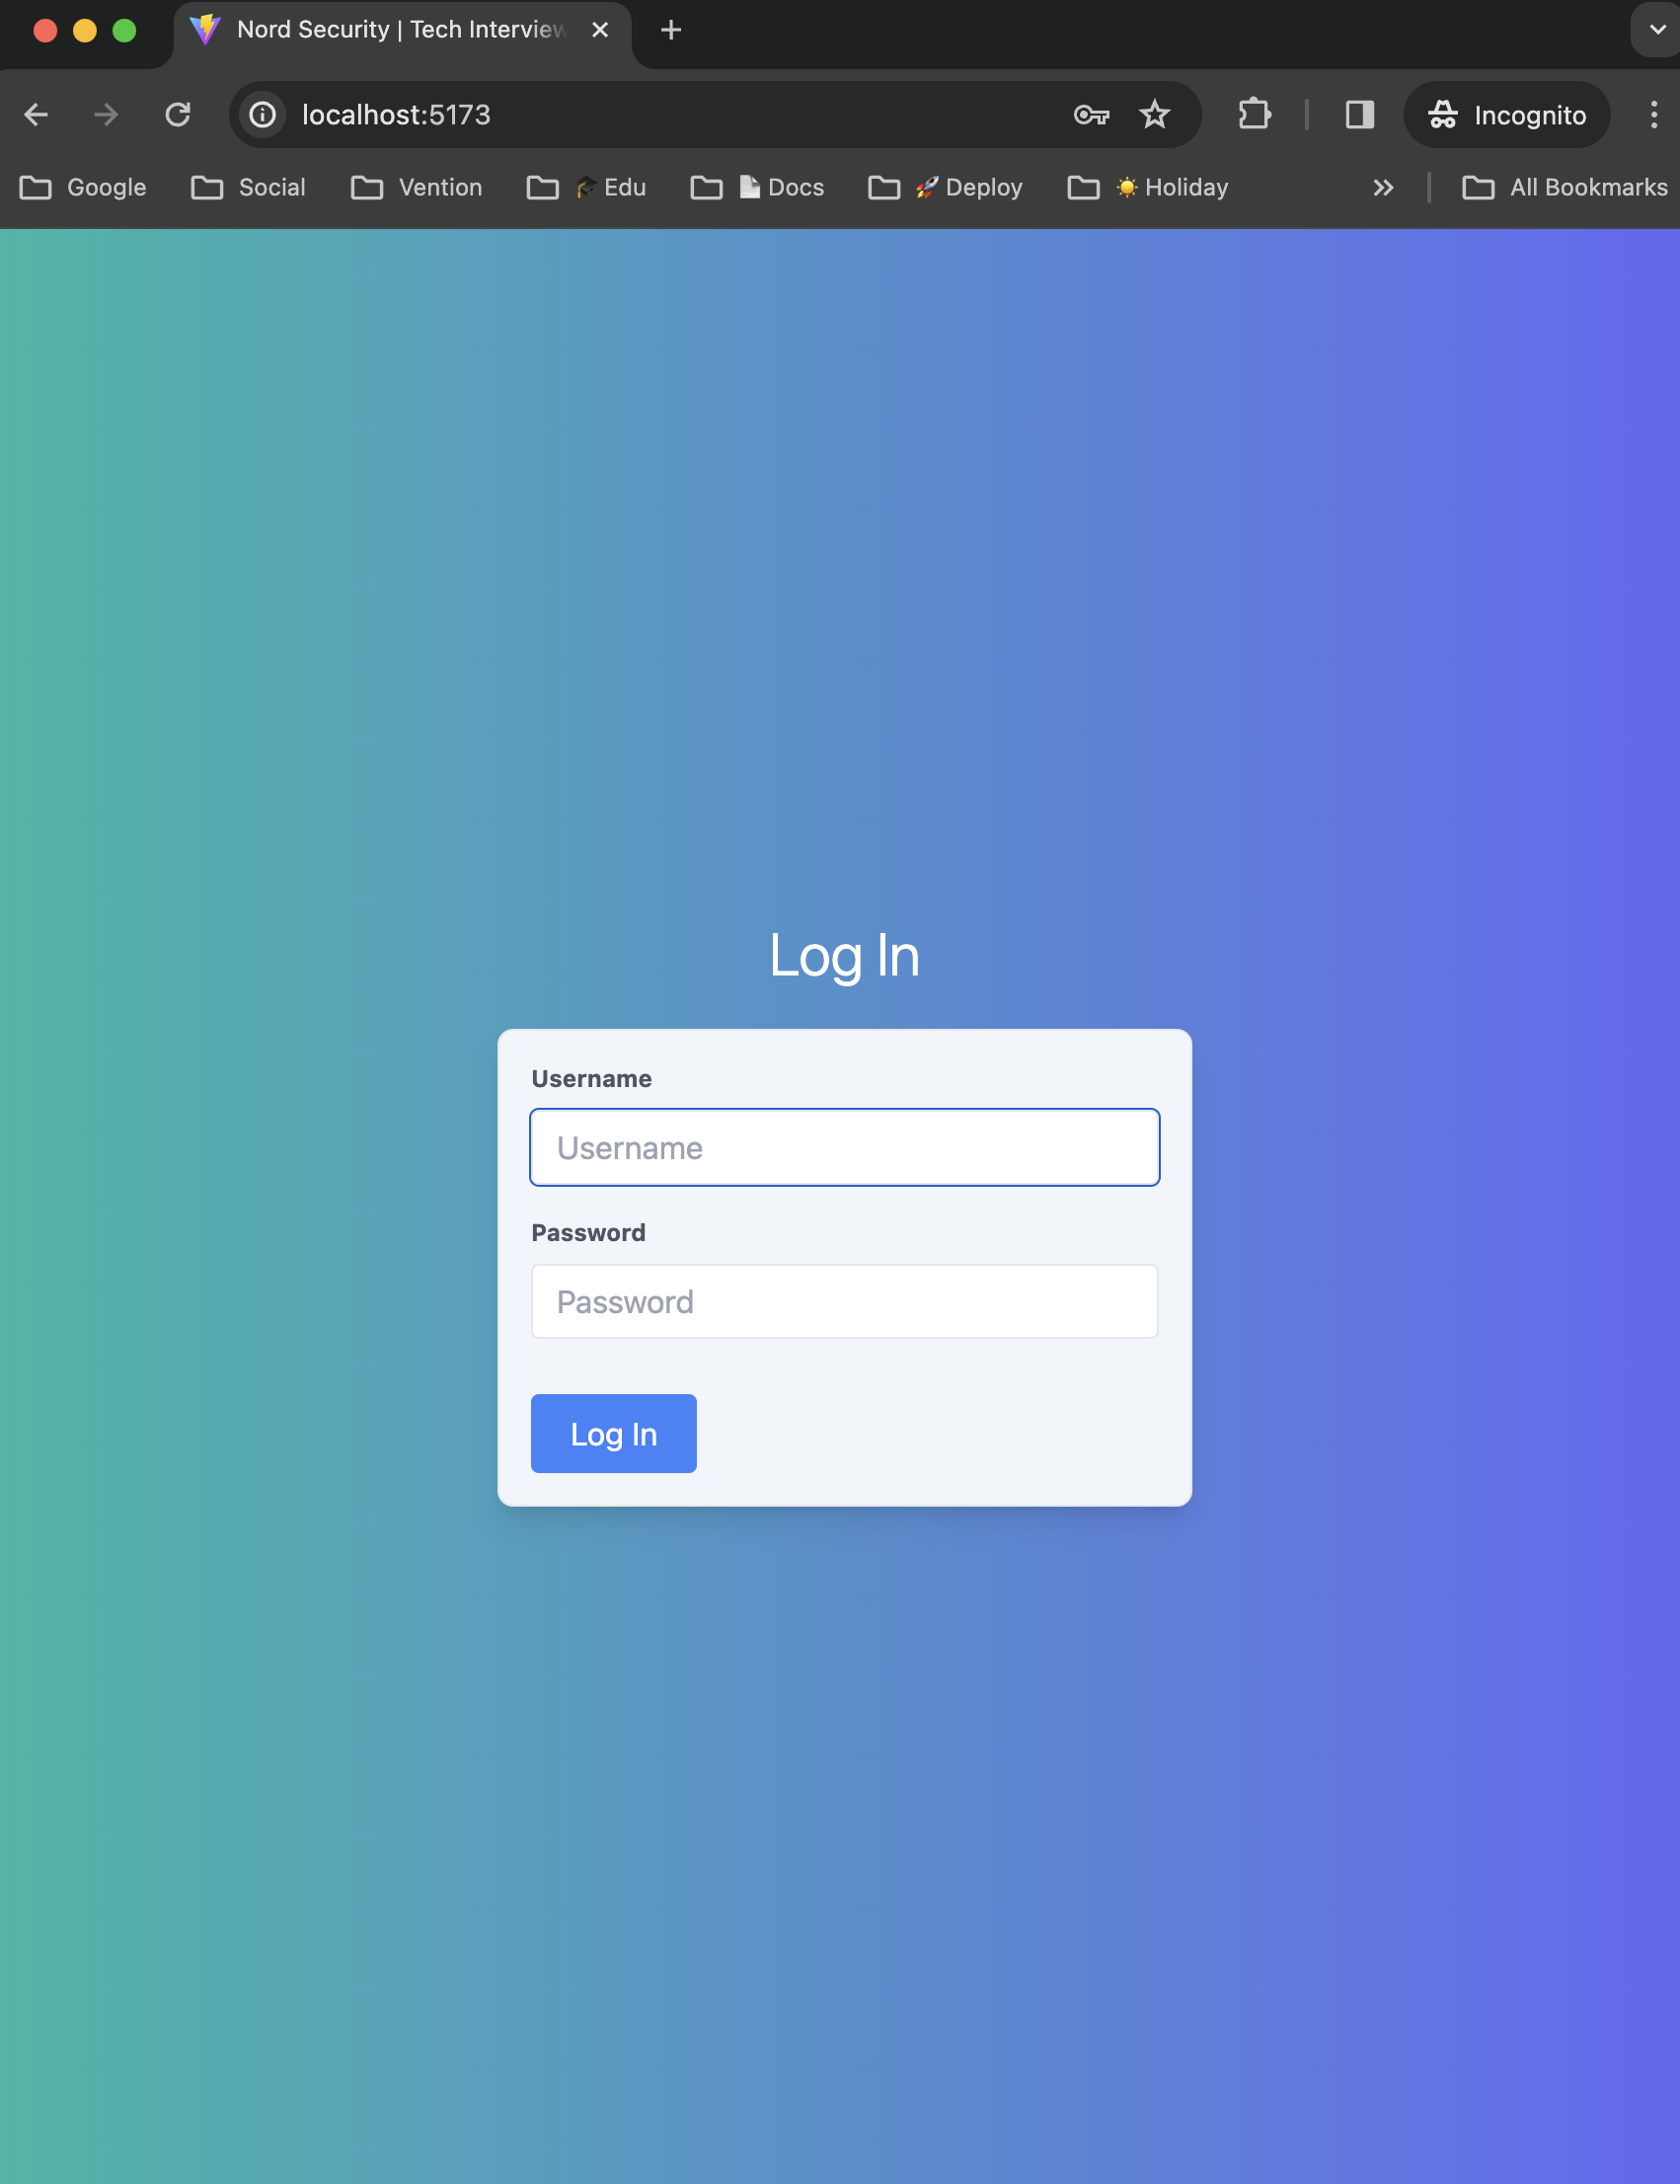 Nord Security | Tech Interview
localhost:5173
Incognito
Google Social Vention Edu Docs Deploy Holiday All Bookmarks
Log In
Username
Username
Password
Password
Log In